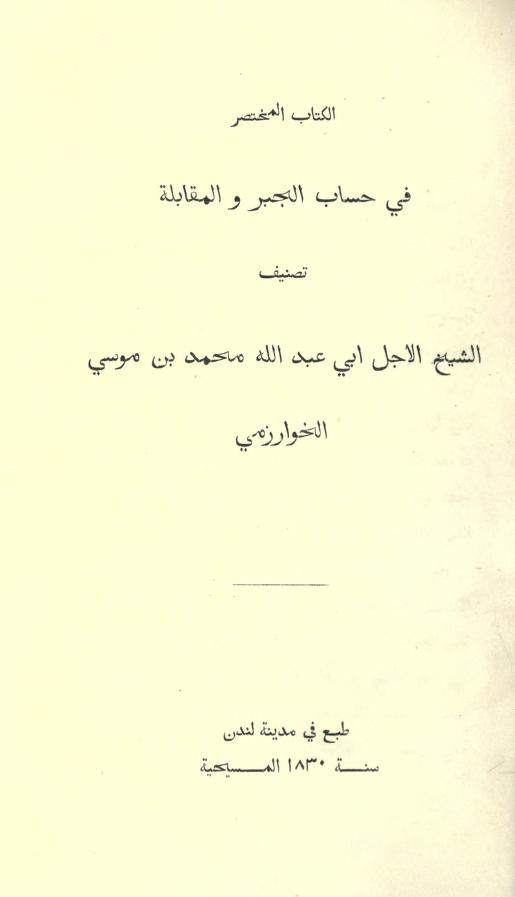 الكتاب المختصر
في حساب الجبر و المقابلة
تصنيف
الشيخ الاجل ابي عبد الله محمد بن موسي
الخوارزمي
طبع في مدينة لندن
سنة ١٨٣٠ المسيحية